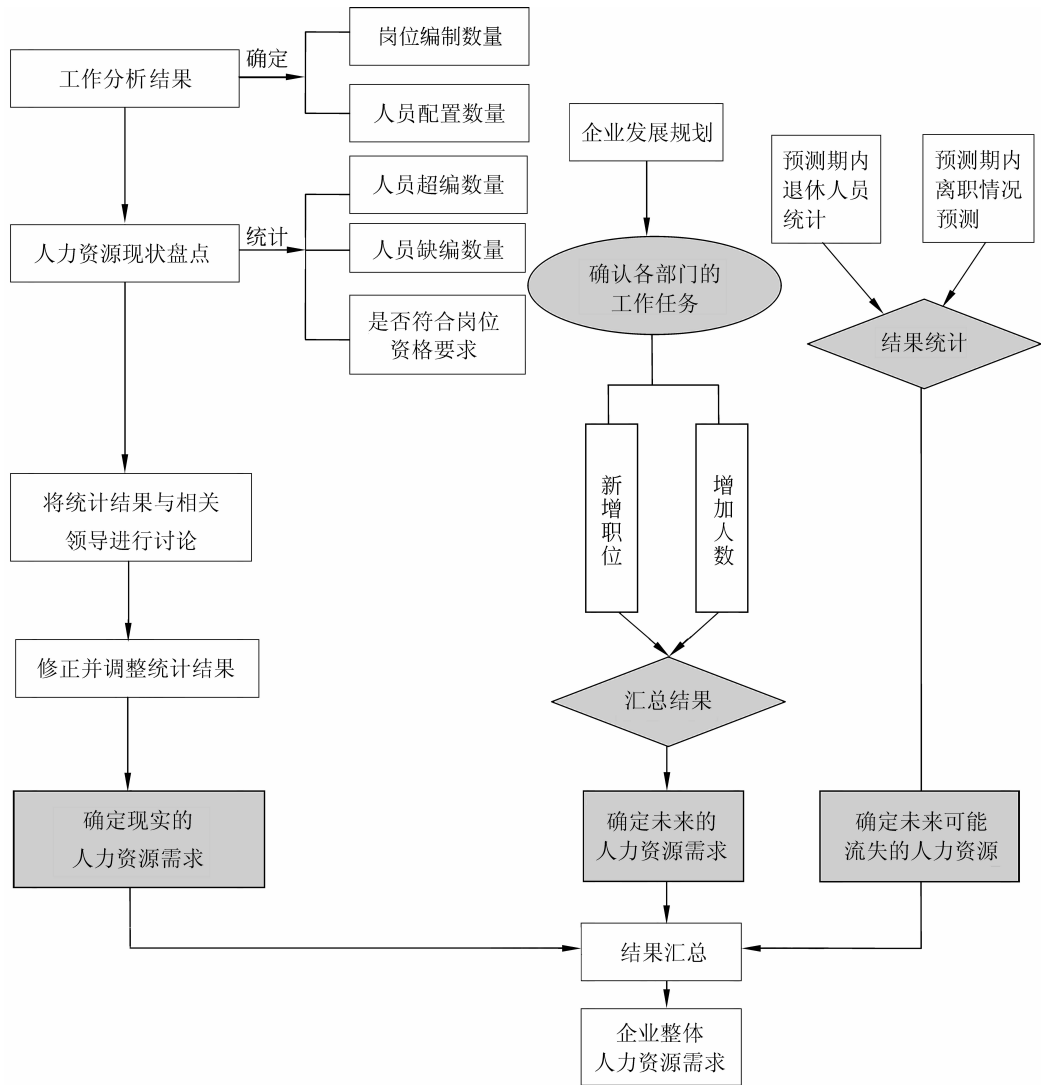 工作分析结果
确定
岗位编制数量
人员配置数量
人力资源现状盘点
统计
人员超编数量
人员缺编数量
是否符合岗位
资格要求
将统计结果与相关
领导进行讨论
修正并调整统计结果
确定现实的
人力资源需求
企业发展规划
确认各部门的
工作任务
新增职位
增加人数
汇总结果
确定未来的
人力资源需求
预测期内
退休人员
统计
预测期内
离职情况
预测
结果统计
确定未来可能
流失的人力资源
结果汇总
企业整体
人力资源需求